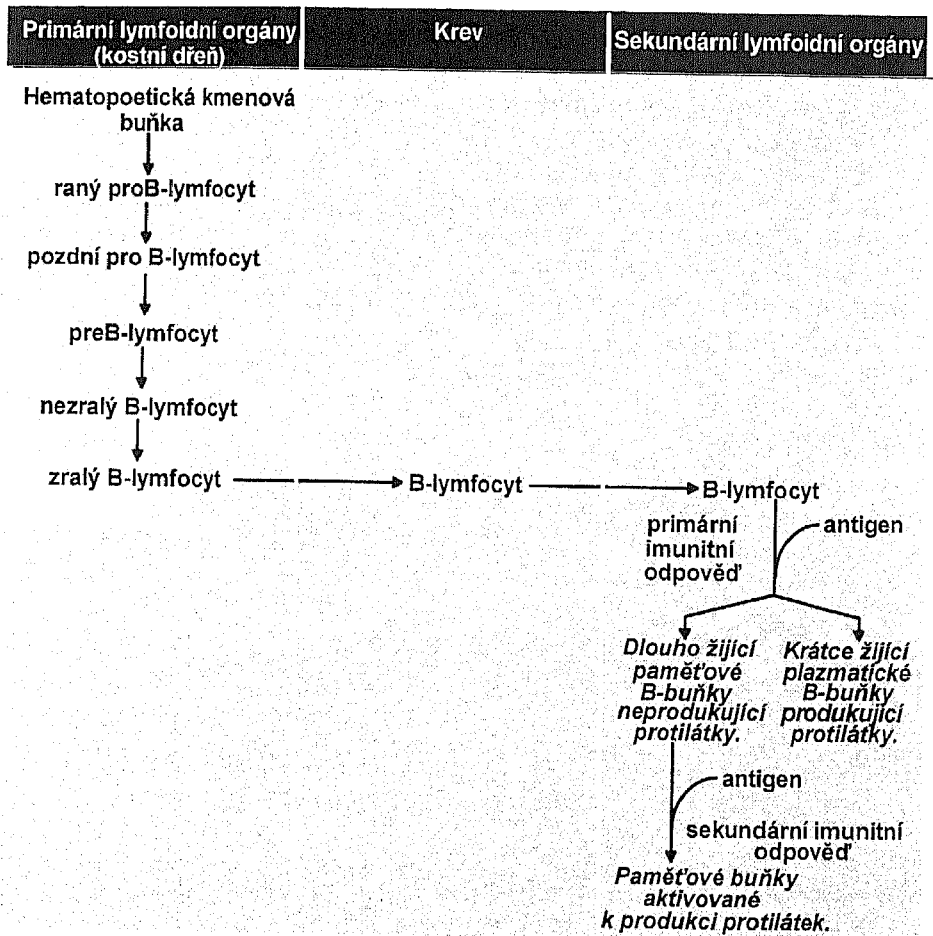 Primární lymfoidní orgány
(kostní dřeň)
Krev
Sekundární lymfoidní orgány
Hematopoetická kmenová
buňka
raný proB-lymfocyt
pozdní pro B-lymfocyt
preB-lymfocyt
nezralý B-lymfocyt
zralý B-lymfocyt
B-lymfocyt
B-lymfocyt
primární
imunitní
odpověď
antigen
Dlouho žijící
paměťové
B-buňky
neprodukující
protilátky.
Krátce žijící
plazmatické
B-buňky
produkující
protilátky.
antigen
sekundární imunitní
odpověď
Paměťové buňky
aktivované
k produkci protilátek.